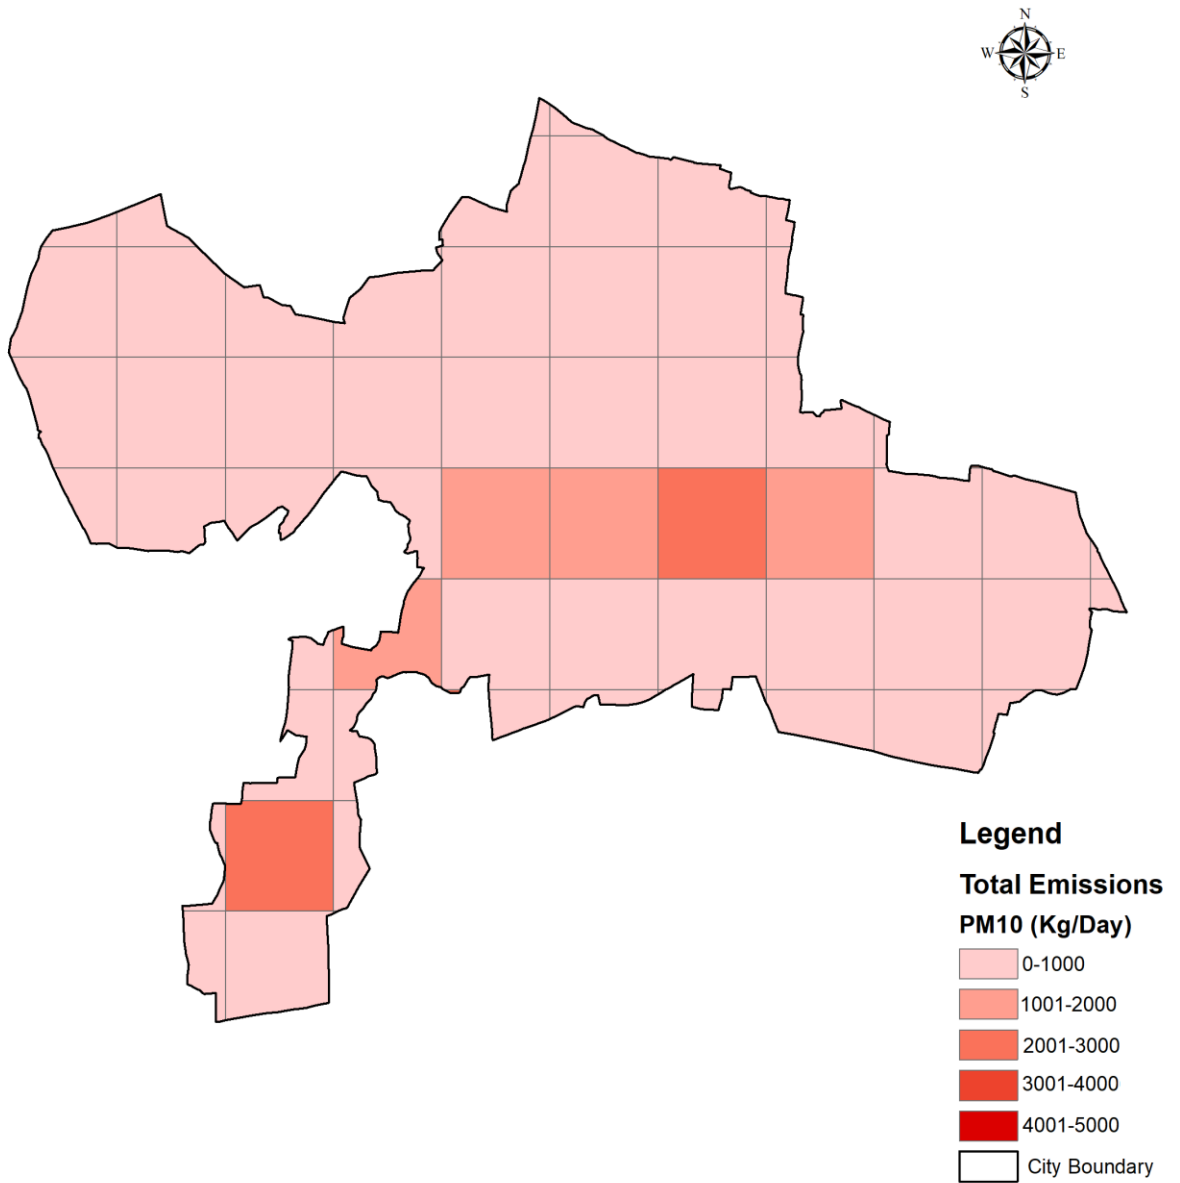 N
W E
S
Legend
Total Emissions
PM10 (Kg/Day)
0-1000
1001-2000
2001-3000
3001-4000
4001-5000
City Boundary